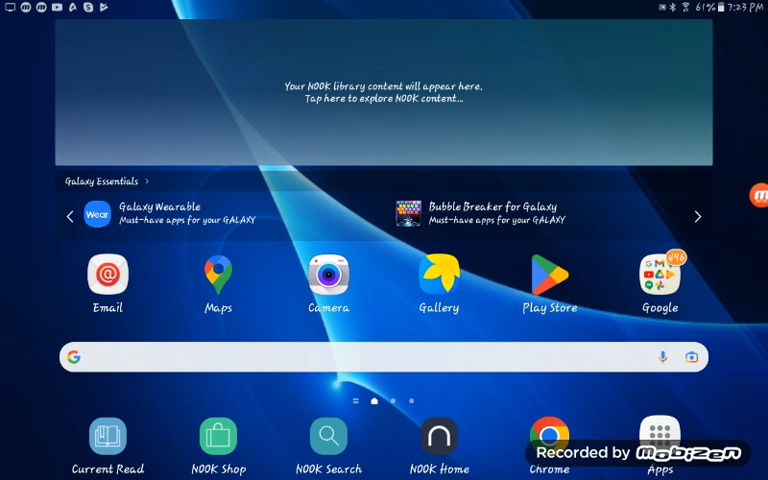 61% 7:23 PM
Your NOOK library content will appear here.
Tap here to explore NOOK content...
Galaxy Essentials >
Wear
Galaxy Wearable
Must-have apps for your GALAXY
Bubble Breaker for Galaxy
Must-have apps for your GALAXY
496
Email
Maps
Camera
Gallery
Play Store
Google
Current Read
NOOK Shop
NOOK Search
NOOK Home
Chrome
Apps
Recorded by mobizen